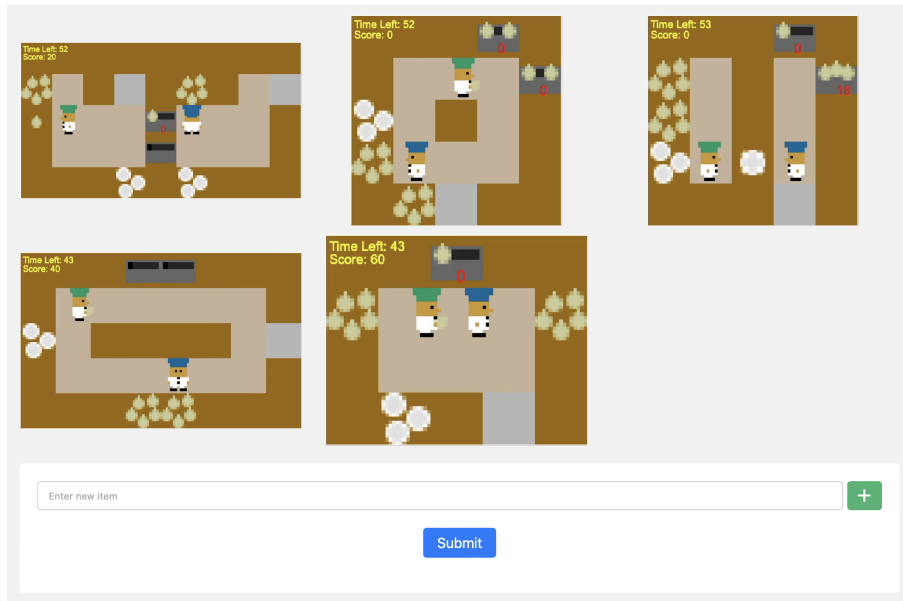 Time Left: 52
Score: 20
0
Time Left: 52
Score: 0
0
0
Time Left: 53
Score: 0
0
18
Time Left: 43
Score: 40
Time Left: 43
Score: 60
0
Enter new item
+
Submit